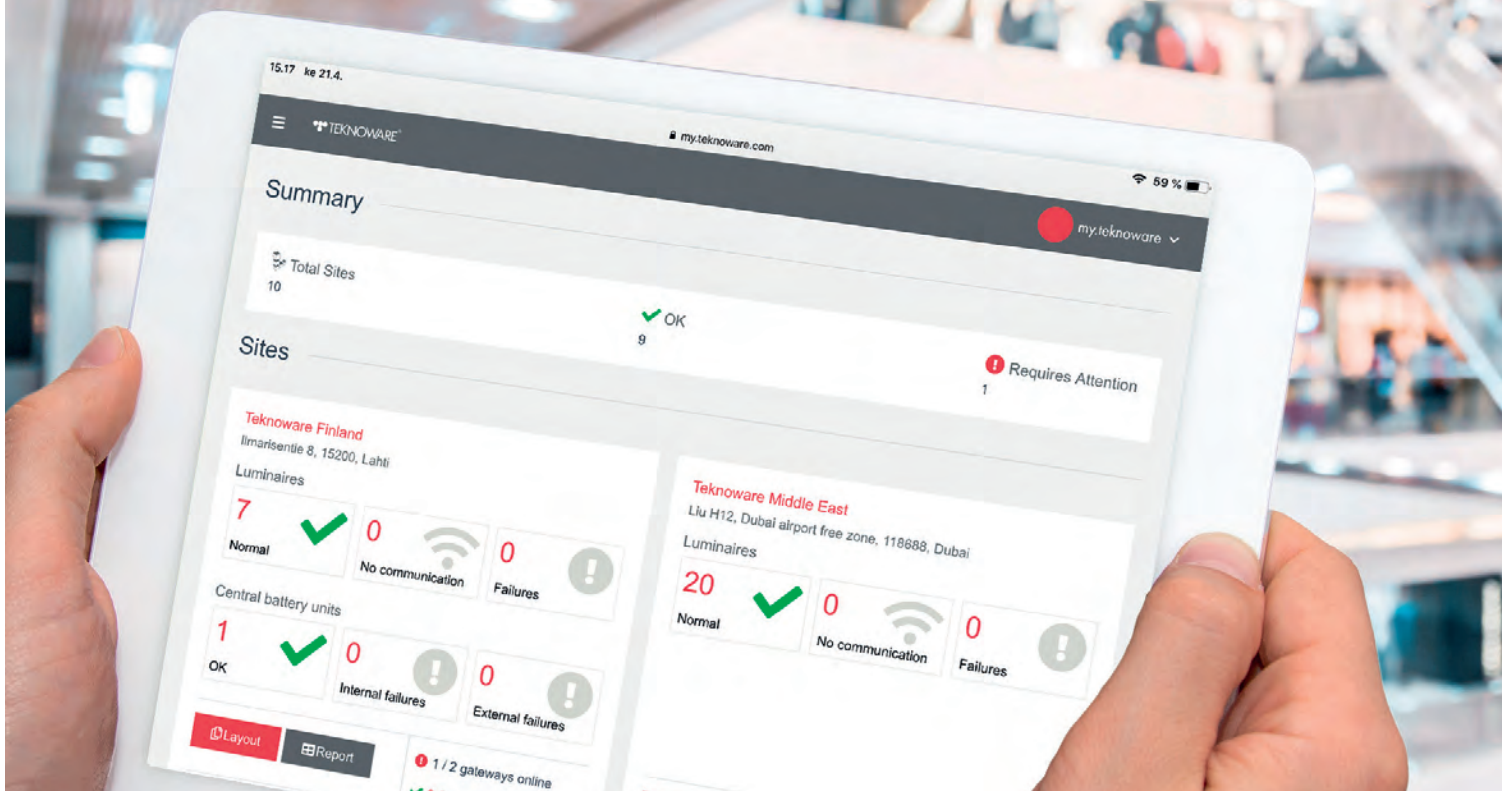 15.17 ke 21.4.
my.teknoware.com
59 %
TEKNOWARE
my.teknoware
Summary
Total Sites
10
OK
9
Requires Attention
1
Sites
Teknoware Finland
Ilmarisentie 8, 15200, Lahti
Luminaires
7
Normal
0
No communication
0
Failures
Central battery units
1
OK
0
Internal failures
0
External failures
Layout
Report
1 / 2 gateways online
Teknoware Middle East
Liu H12, Dubai airport free zone, 118688, Dubai
Luminaires
20
Normal
0
No communication
0
Failures